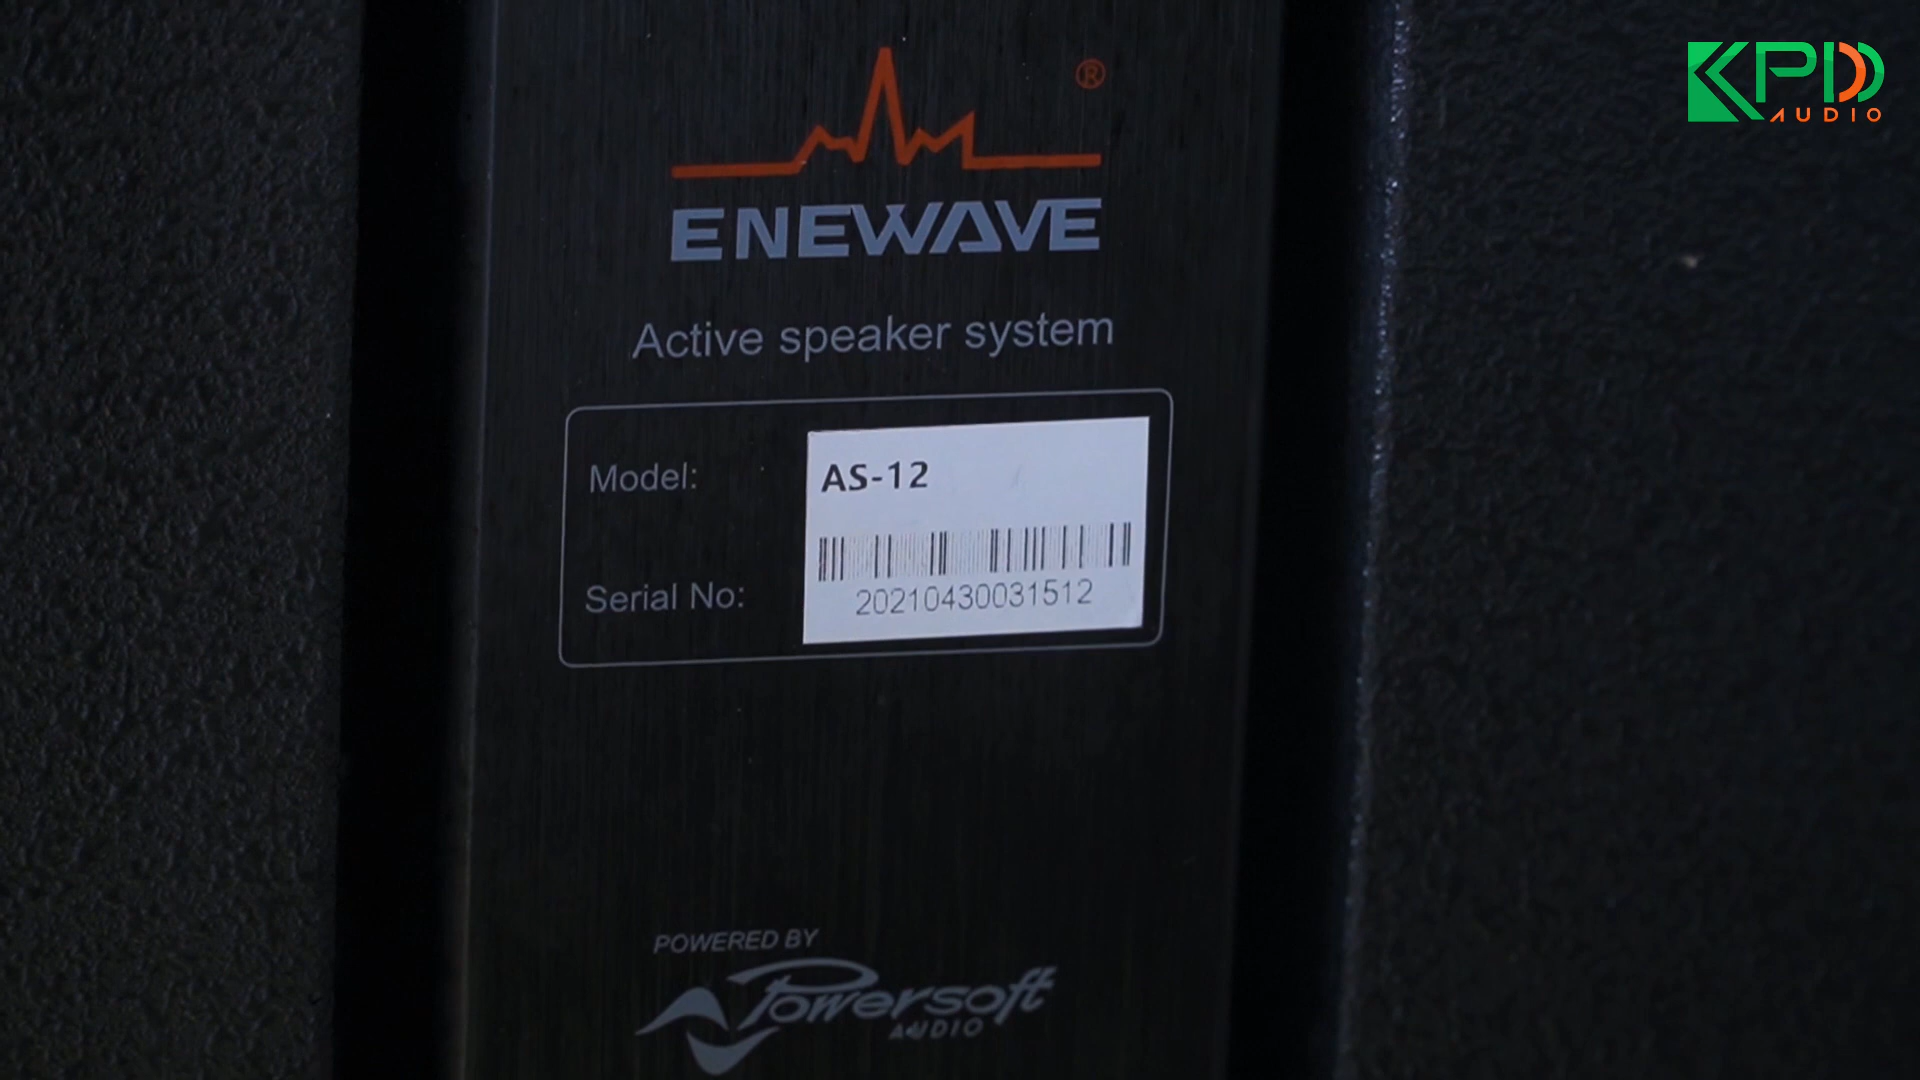 KPD
AUDIO
®
ENEWAVE
Active speaker system
Model: AS-12
Serial No: 20210430031512
POWERED BY
Powersoft
AUDIO